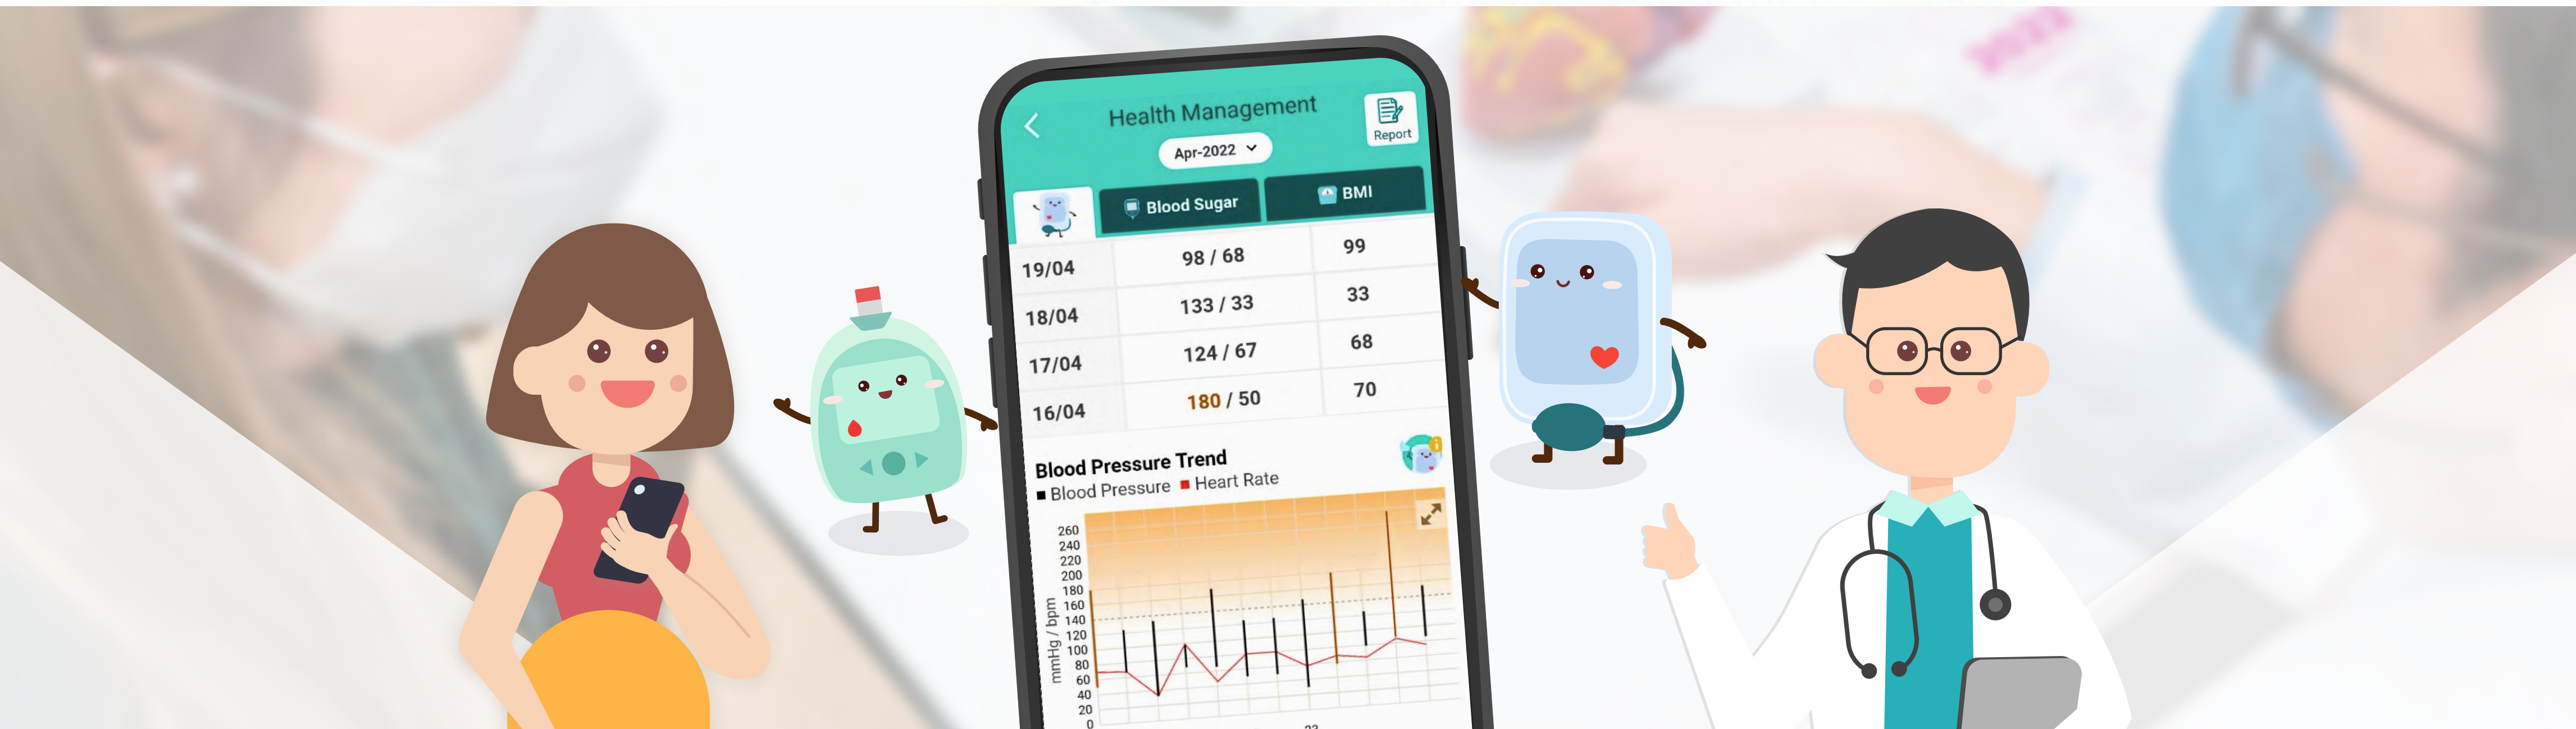 2022
Health Management
Report
Apr-2022
Blood Sugar
BMI
19/04 98 / 68 99
18/04 133 / 33 33
17/04 124 / 67 68
16/04 180 / 50 70
Blood Pressure Trend
Blood Pressure Heart Rate
mmHg / bpm
260
240
220
200
180
160
140
120
100
80
60
40
20
0